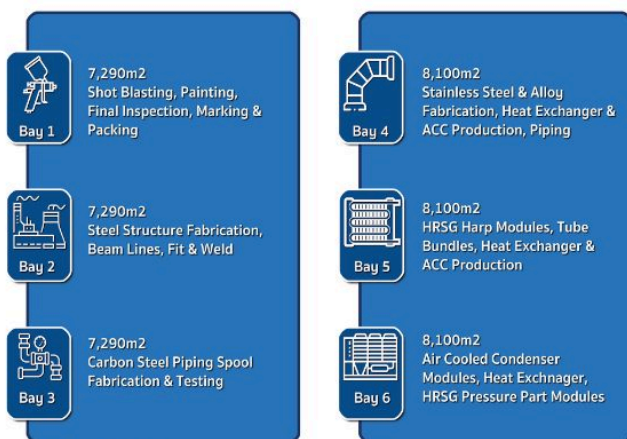 7,290m2
Shot Blasting, Painting,
Final Inspection, Marking &
Packing
Bay 1
7,290m2
Steel Structure Fabrication,
Beam Lines, Fit & Weld
Bay 2
7,290m2
Carbon Steel Piping Spool
Fabrication & Testing
Bay 3
8,100m2
Stainless Steel & Alloy
Fabrication, Heat Exchanger &
ACC Production, Piping
Bay 4
8,100m2
HRSG Harp Modules, Tube
Bundles, Heat Exchanger &
ACC Production
Bay 5
8,100m2
Air Cooled Condenser
Modules, Heat Exchnager,
HRSG Pressure Part Modules
Bay 6